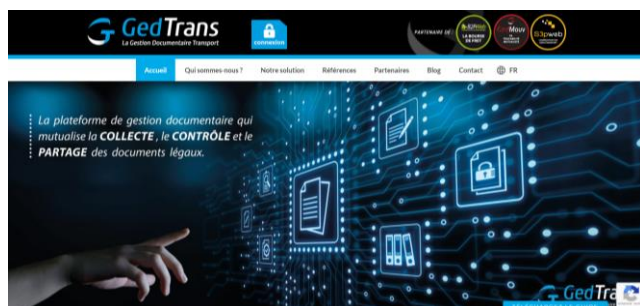 GedTrans
La Gestion Documentaire Transport
connexion
PARTENAIRE DE :
LA BOURSE
DE FRET
B2pweb
Accueil Qui sommes-nous ? Notre solution Références Partenaires Blog Contact FR
La plateforme de gestion documentaire qui
mutualise la COLLECTE, le CONTRÔLE et le
PARTAGE des documents légaux.
GedTra